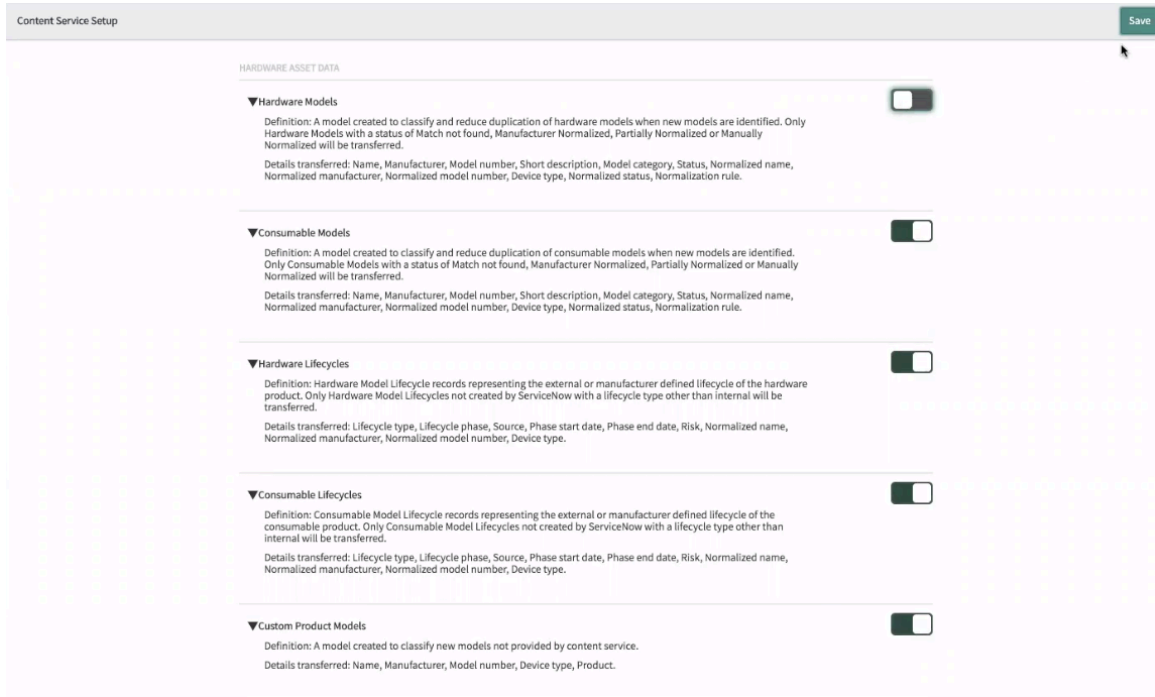 Content Service Setup
Save
HARDWARE ASSET DATA
▼Hardware Models
Definition: A model created to classify and reduce duplication of hardware models when new models are identified. Only
Hardware Models with a status of Match not found, Manufacturer Normalized, Partially Normalized or Manually
Normalized will be transferred.
Details transferred: Name, Manufacturer, Model number, Short description, Model category, Status, Normalized name,
Normalized manufacturer, Normalized model number, Device type, Normalized status, Normalization rule.
▼Consumable Models
Definition: A model created to classify and reduce duplication of consumable models when new models are identified.
Only Consumable Models with a status of Match not found, Manufacturer Normalized, Partially Normalized or Manually
Normalized will be transferred.
Details transferred: Name, Manufacturer, Model number, Short description, Model category, Status, Normalized name,
Normalized manufacturer, Normalized model number, Device type, Normalized status, Normalization rule.
▼Hardware Lifecycles
Definition: Hardware Model Lifecycle records representing the external or manufacturer defined lifecycle of the hardware
product. Only Hardware Model Lifecycles not created by ServiceNow with a lifecycle type other than internal will be
transferred.
Details transferred: Lifecycle type, Lifecycle phase, Source, Phase start date, Phase end date, Risk, Normalized name,
Normalized manufacturer, Normalized model number, Device type.
▼Consumable Lifecycles
Definition: Consumable Model Lifecycle records representing the external or manufacturer defined lifecycle of the
consumable product. Only Consumable Model Lifecycles not created by ServiceNow with a lifecycle type other than
internal will be transferred.
Details transferred: Lifecycle type, Lifecycle phase, Source, Phase start date, Phase end date, Risk, Normalized name,
Normalized manufacturer, Normalized model number, Device type.
▼Custom Product Models
Definition: A model created to classify new models not provided by content service.
Details transferred: Name, Manufacturer, Model number, Device type, Product.